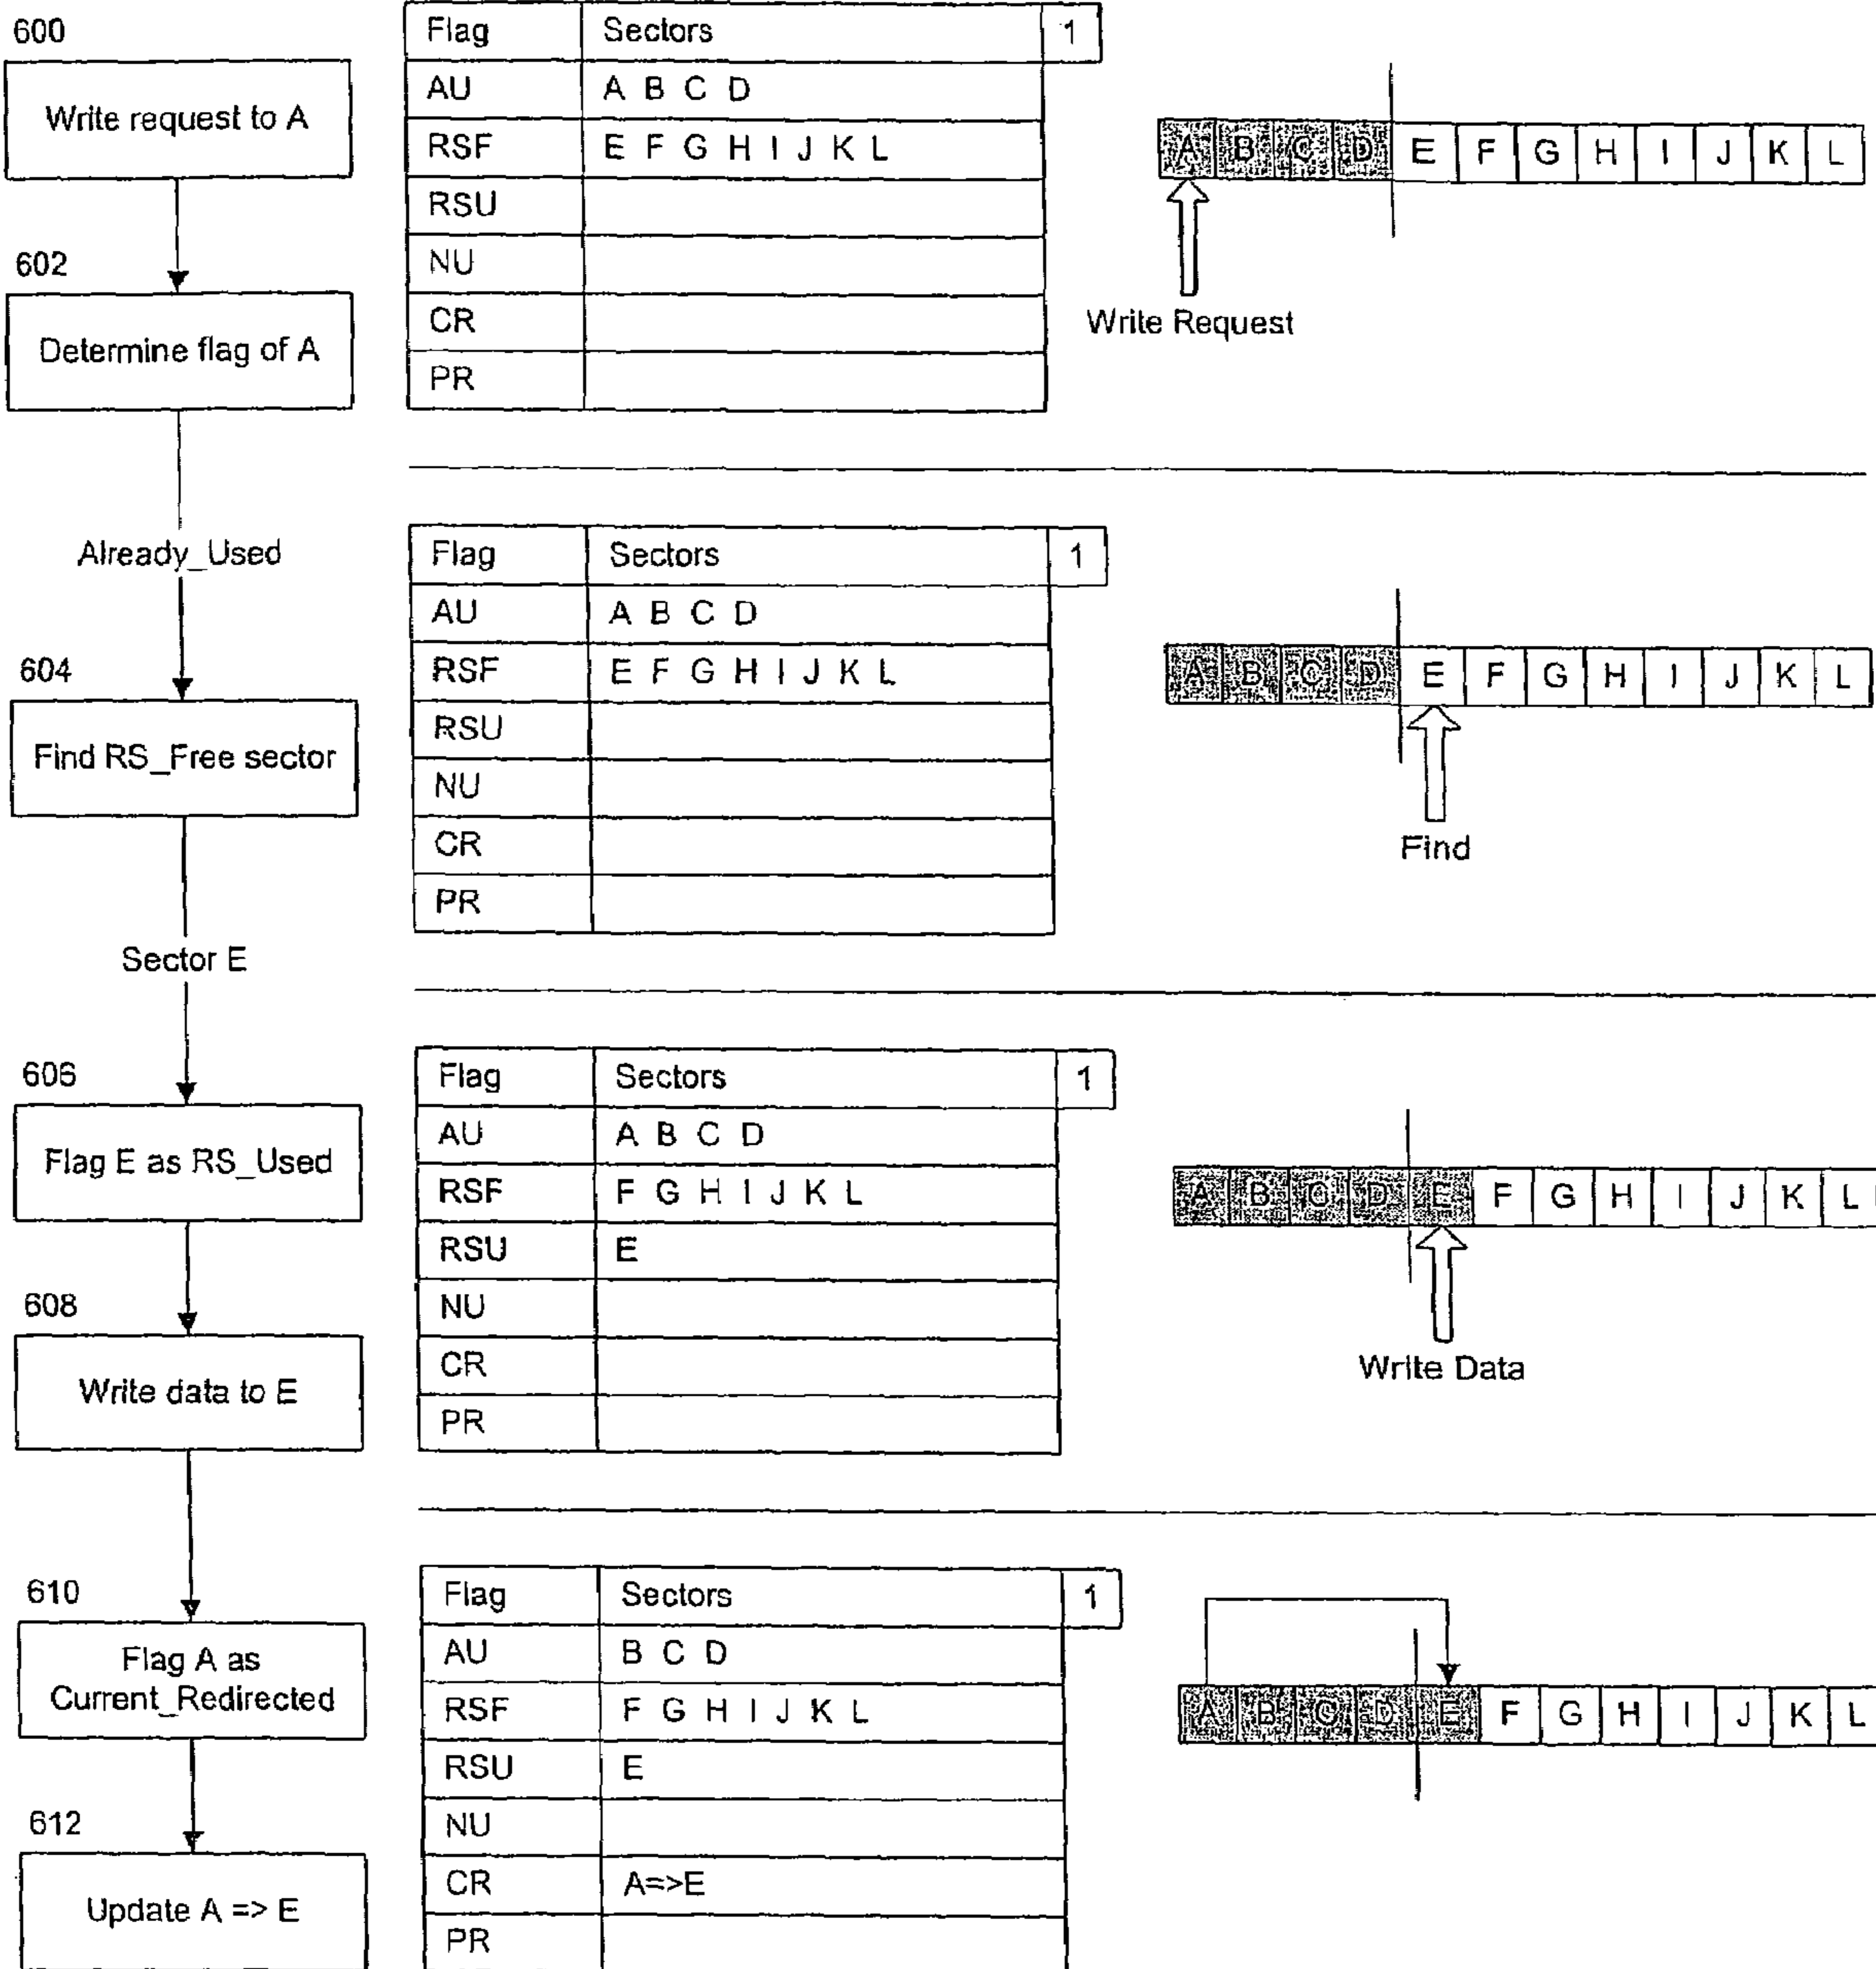 600
Write request to A
602
Determine flag of A
Already_Used
604
Find RS_Free sector
Sector E
606
Flag E as RS_Used
608
Write data to E
610
Flag A as
Current_Redirected
612
Update A => E
Flag Sectors 1
AU A B C D
RSF E F G H I J K L
RSU
NU
CR
PR
A B C D E F G H I J K L
Write Request
Flag Sectors 1
AU A B C D
RSF E F G H I J K L
RSU
NU
CR
PR
A B C D E F G H I J K L
Find
Flag Sectors 1
AU A B C D
RSF F G H I J K L
RSU E
NU
CR
PR
A B C D E F G H I J K L
Write Data
Flag Sectors 1
AU B C D
RSF F G H I J K L
RSU E
NU
CR A=>E
PR
A B C D E F G H I J K L